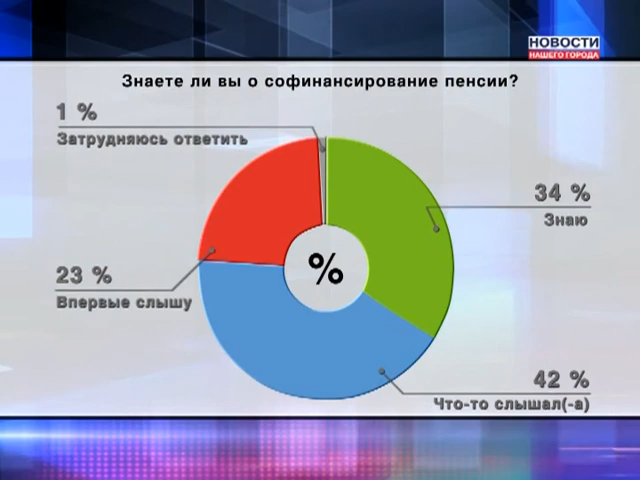 НОВОСТИ
НАШЕГО ГОРОДА
Знаете ли вы о софинансирование пенсии?
1 %
Затрудняюсь ответить
34 %
Знаю
%
23 %
Впервые слышу
42 %
Что-то слышал(-а)